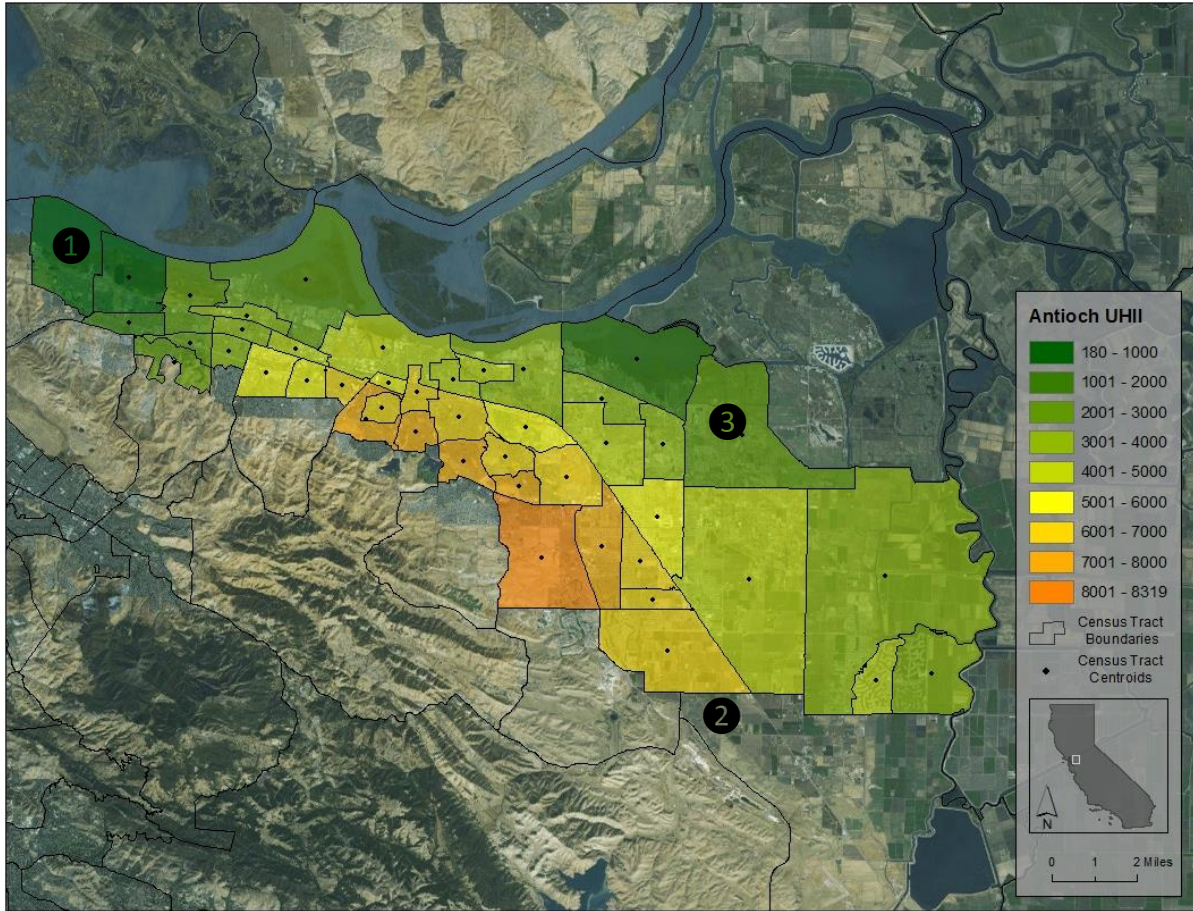 1
3
2
Antioch UHII
180 - 1000
1001 - 2000
2001 - 3000
3001 - 4000
4001 - 5000
5001 - 6000
6001 - 7000
7001 - 8000
8001 - 8319
Census Tract
Boundaries
Census Tract
Centroids
N
0 1 2 Miles